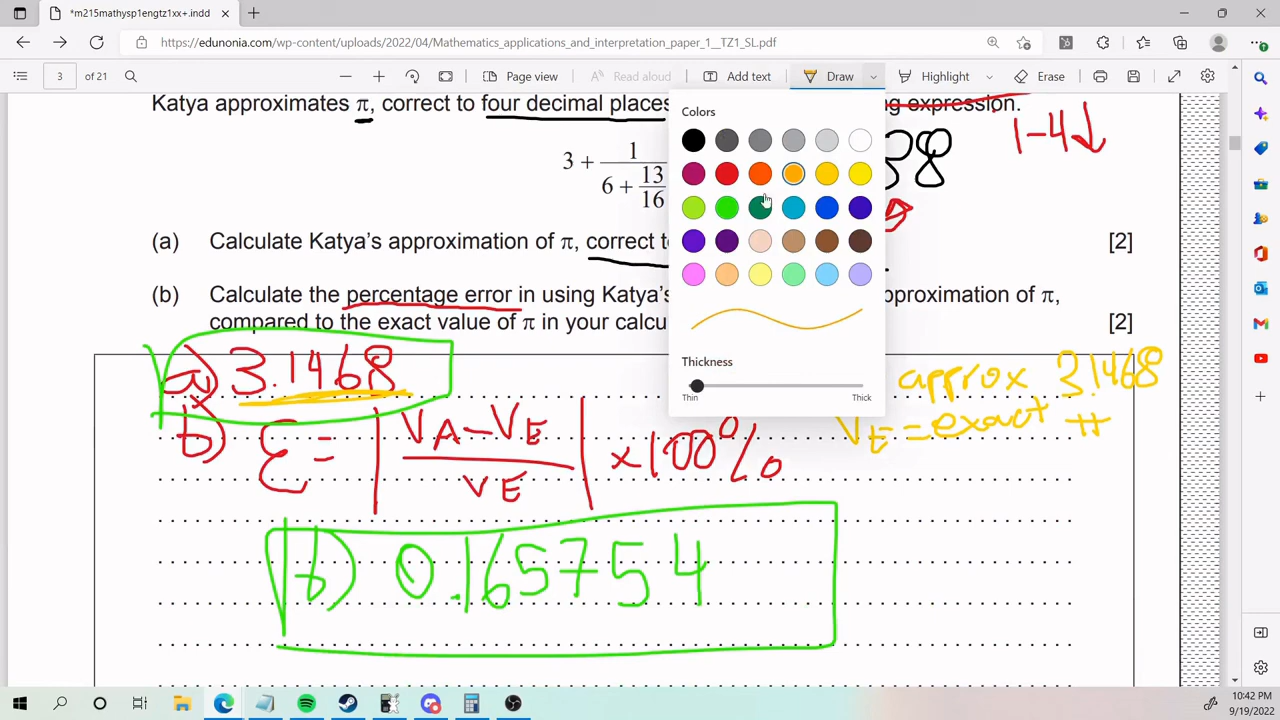 *m215mathysp1engtz1xx+.indd
https://edunonia.com/wp-content/uploads/2022/04/Mathematics_applications_and_interpretation_paper_1__TZ1_SL.pdf
3 of 21
Page view
Read aloud
Add text
Draw
Highlight
Erase
Katya approximates π, correct to four decimal places
expression.
1-4↓
38
3 + 1
6 + 13
16
Colors
(a) Calculate Katya's approximation of π, correct to [2]
(b) Calculate the percentage error in using Katya's
pproximation of π,
compared to the exact value of π in your calcu [2]
Thickness
Thin Thick
a) 3.1468
approx 3.1468
VE = exact π
b) ε = | VA - VE
VE | x100%
b) 0.165754
10:42 PM
9/19/2022